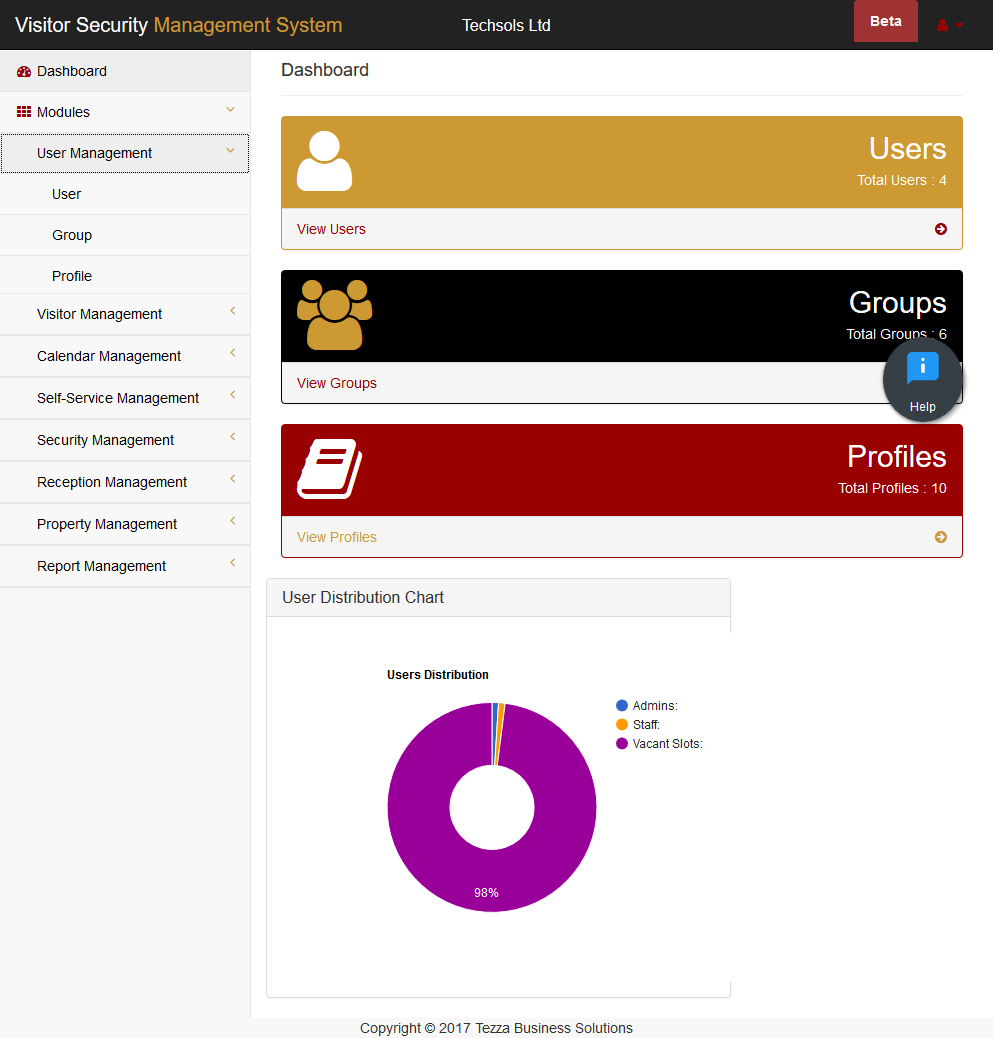 Visitor Security Management System
Techsols Ltd
Beta
Dashboard
Modules
User Management
User
Group
Profile
Visitor Management
Calendar Management
Self-Service Management
Security Management
Reception Management
Property Management
Report Management
Dashboard
Users
Total Users : 4
View Users
Groups
Total Groups : 6
View Groups
Help
Profiles
Total Profiles : 10
View Profiles
User Distribution Chart
Users Distribution
Admins:
Staff:
Vacant Slots:
98%
Copyright © 2017 Tezza Business Solutions